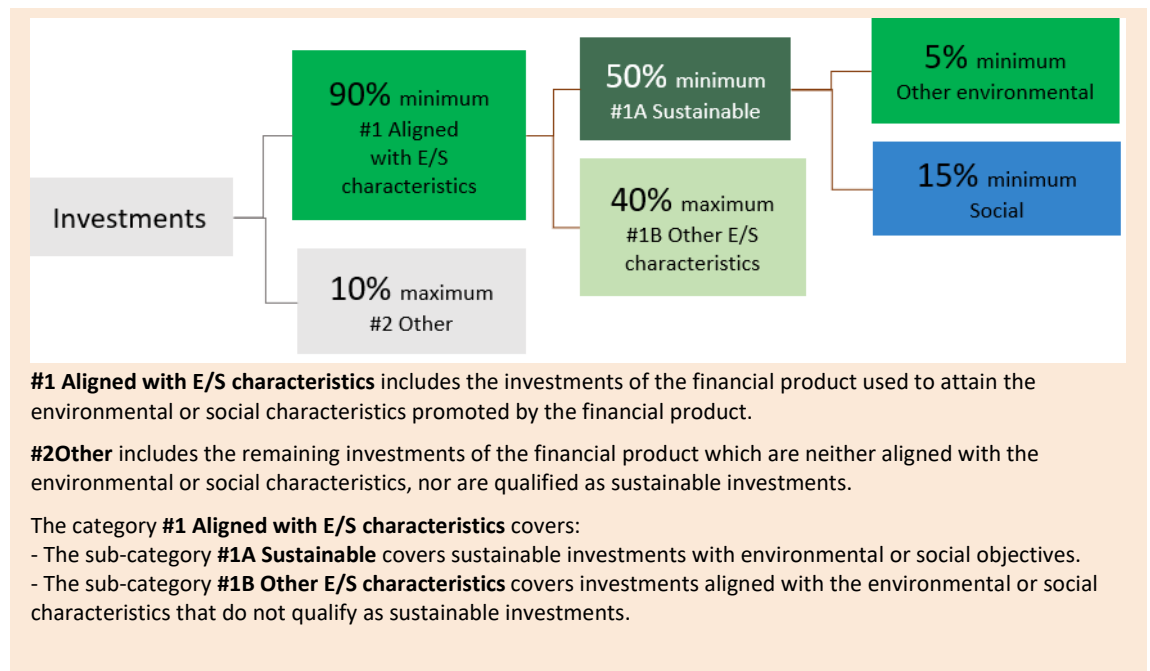 Investments
90% minimum
#1 Aligned
with E/S
characteristics
10% maximum
#2 Other
50% minimum
#1A Sustainable
40% maximum
#1B Other E/S
characteristics
5% minimum
Other environmental
15% minimum
Social
#1 Aligned with E/S characteristics includes the investments of the financial product used to attain the
environmental or social characteristics promoted by the financial product.
#2Other includes the remaining investments of the financial product which are neither aligned with the
environmental or social characteristics, nor are qualified as sustainable investments.
The category #1 Aligned with E/S characteristics covers:
- The sub-category #1A Sustainable covers sustainable investments with environmental or social objectives.
- The sub-category #1B Other E/S characteristics covers investments aligned with the environmental or social
characteristics that do not qualify as sustainable investments.